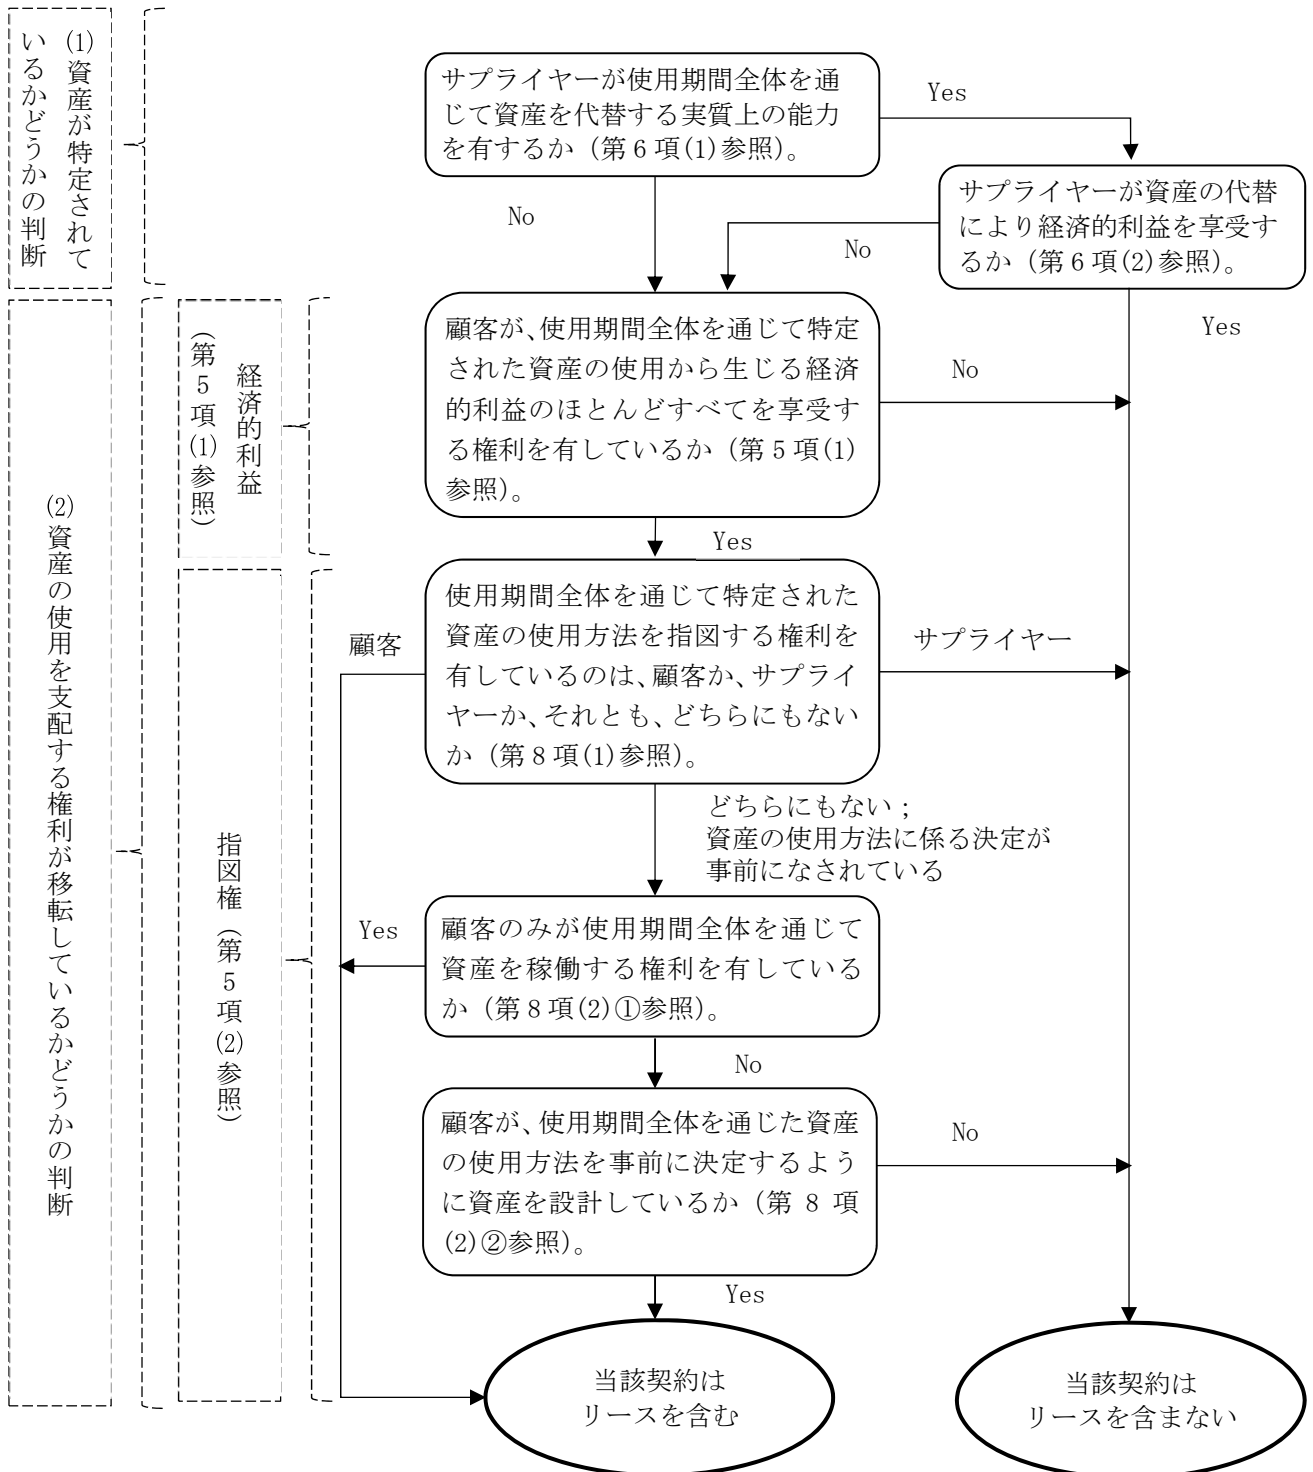 (1)資産が特定されて
いるかどうかの判断
サプライヤーが使用期間全体を通
じて資産を代替する実質上の能力
を有するか（第6項(1)参照）。
Yes
No
サプライヤーが資産の代替
により経済的利益を享受す
るか（第6項(2)参照）。
No
Yes
(2)資産の使用を支配する権利が移転しているかどうかの判断
経済的利益
（第5項(1)参照）
顧客が、使用期間全体を通じて特定
された資産の使用から生じる経済
的利益のほとんどすべてを享受す
る権利を有しているか（第5項(1)
参照）。
No
Yes
指図権（第5項(2)参照）
使用期間全体を通じて特定された
資産の使用方法を指図する権利を
有しているのは、顧客か、サプライ
ヤーか、それとも、どちらにもない
か（第8項(1)参照）。
顧客
サプライヤー
どちらにもない；
資産の使用方法に係る決定が
事前になされている
顧客のみが使用期間全体を通じて
資産を稼働する権利を有している
か（第8項(2)①参照）。
Yes
No
顧客が、使用期間全体を通じた資産
の使用方法を事前に決定するよう
に資産を設計しているか（第 8 項
(2)②参照）。
No
Yes
当該契約は
リースを含む
当該契約は
リースを含まない